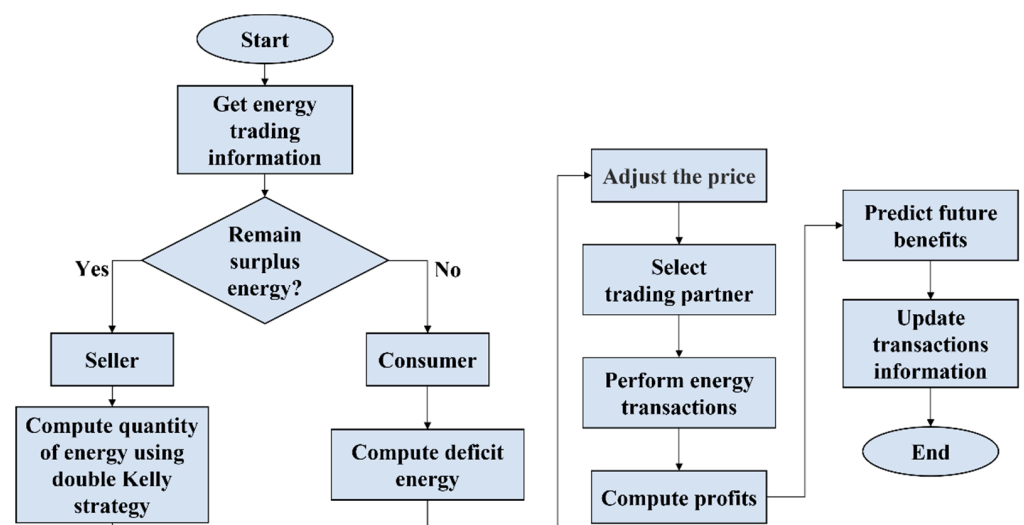 Start
Get energy
trading
information
Remain
surplus
energy?
Yes
No
Seller
Consumer
Compute quantity
of energy using
double Kelly
strategy
Compute deficit
energy
Adjust the price
Select
trading partner
Perform energy
transactions
Compute profits
Predict future
benefits
Update
transactions
information
End